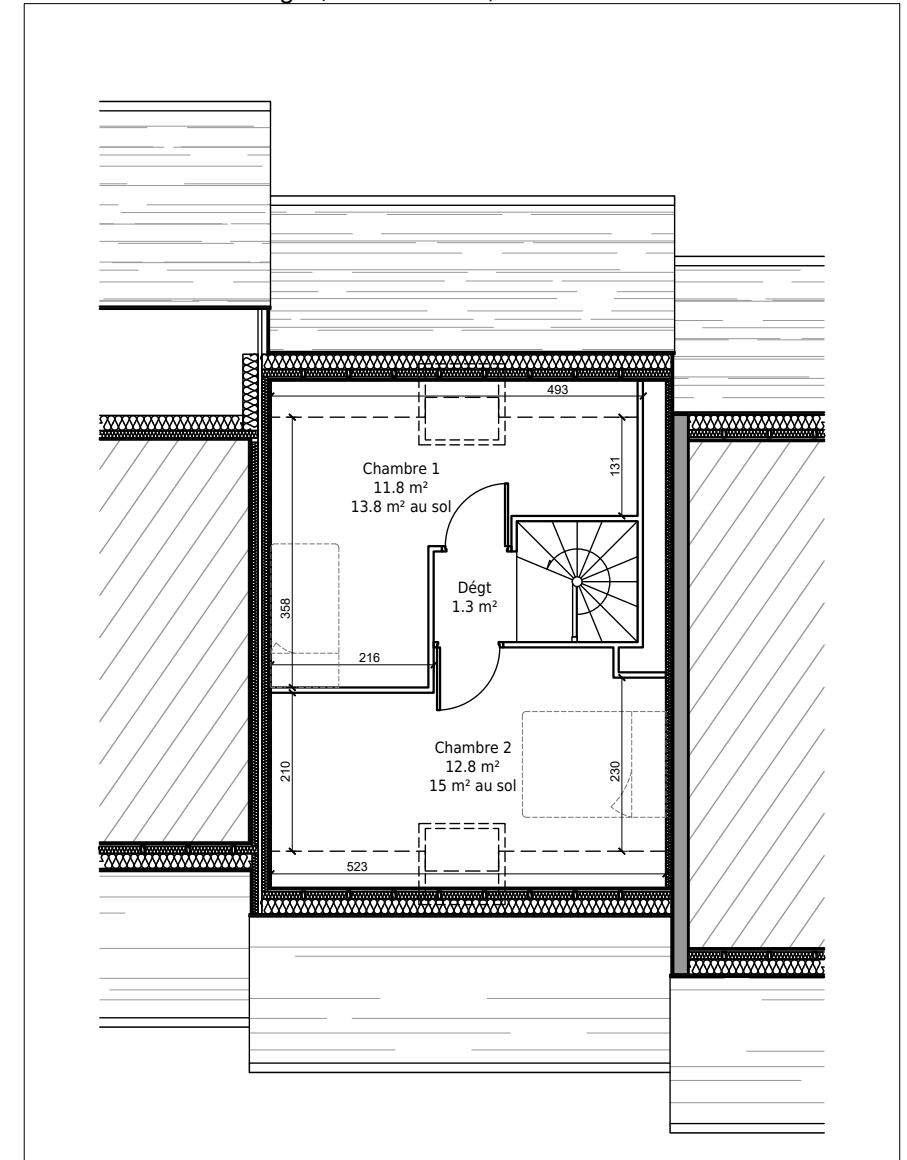 493
131
Chambre 1
11.8 m²
13.8 m² au sol
Dégt
1.3 m²
358
216
210
Chambre 2
12.8 m²
15 m² au sol
230
523